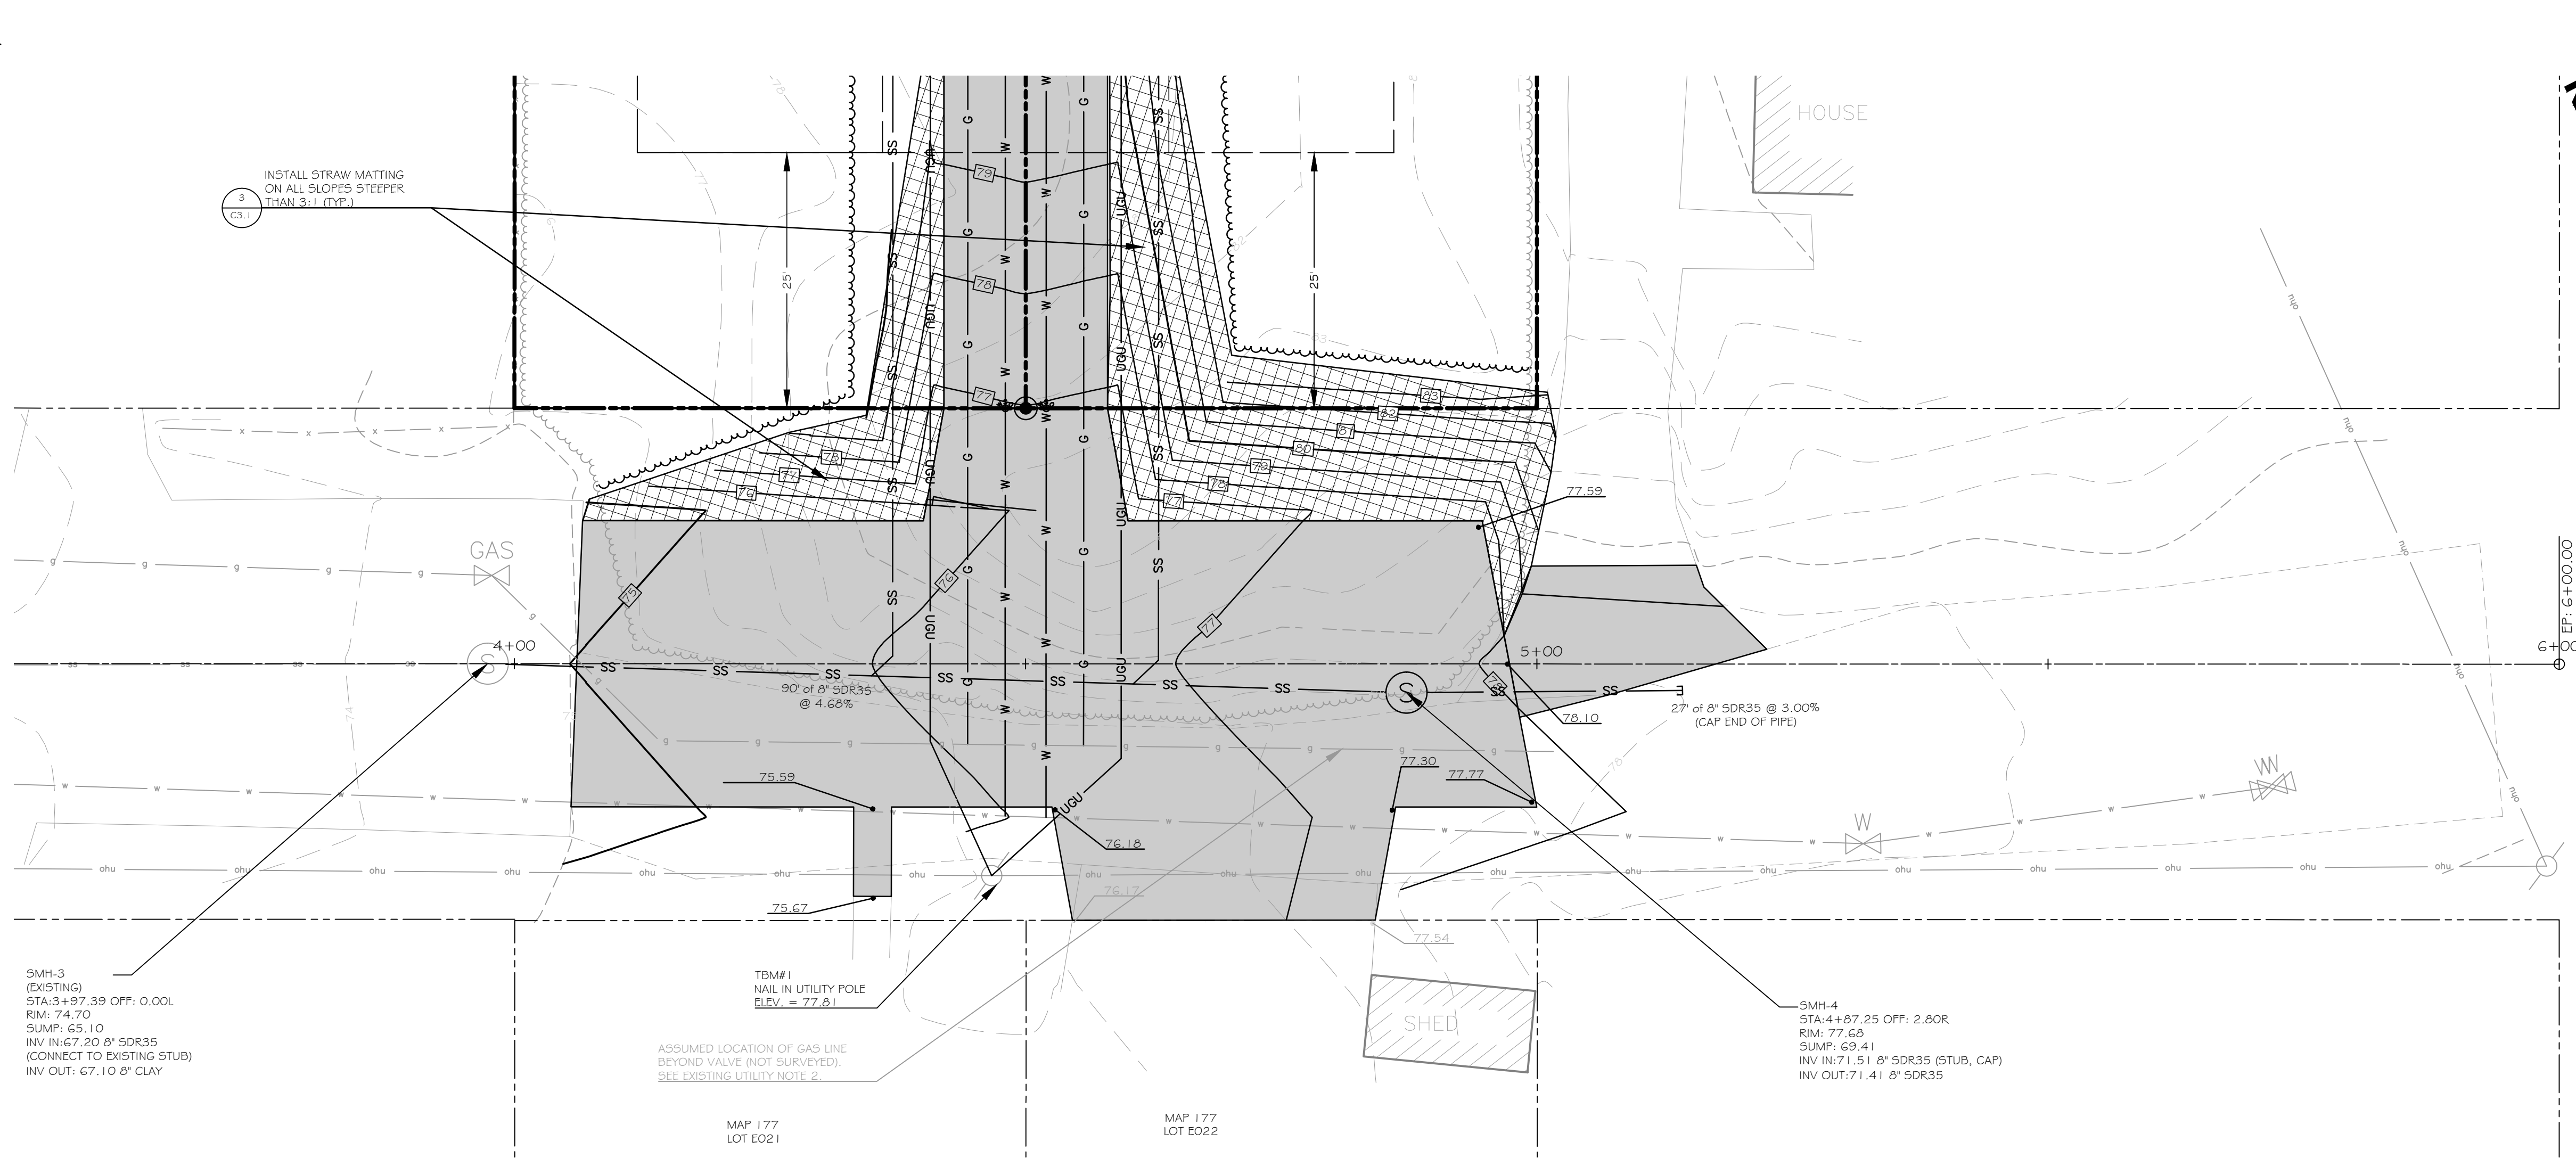 HOUSE
3
C3.1
INSTALL STRAW MATTING
ON ALL SLOPES STEEPER
THAN 3:1 (TYP.)
25'
25'
79
78
77
78
77
76
83
82
81
80
79
78
77
77.59
GAS
75
76
77
78
4+00
5+00
6+00
EP: 6+00.00
90' of 8" SDR35
@ 4.68%
27' of 8" SDR35 @ 3.00%
(CAP END OF PIPE)
78.10
75.59
77.30
77.77
76.18
75.67
76.17
77.54
S
S
W
SS
UGU
G
W
g
w
ohu
x
SMH-3
(EXISTING)
STA:3+97.39 OFF: 0.00L
RIM: 74.70
SUMP: 65.10
INV IN:67.20 8" SDR35
(CONNECT TO EXISTING STUB)
INV OUT: 67.10 8" CLAY
TBM#1
NAIL IN UTILITY POLE
ELEV. = 77.81
ASSUMED LOCATION OF GAS LINE
BEYOND VALVE (NOT SURVEYED).
SEE EXISTING UTILITY NOTE 2.
SHED
SMH-4
STA:4+87.25 OFF: 2.80R
RIM: 77.68
SUMP: 69.41
INV IN:71.51 8" SDR35 (STUB, CAP)
INV OUT:71.41 8" SDR35
MAP 177
LOT E021
MAP 177
LOT E022